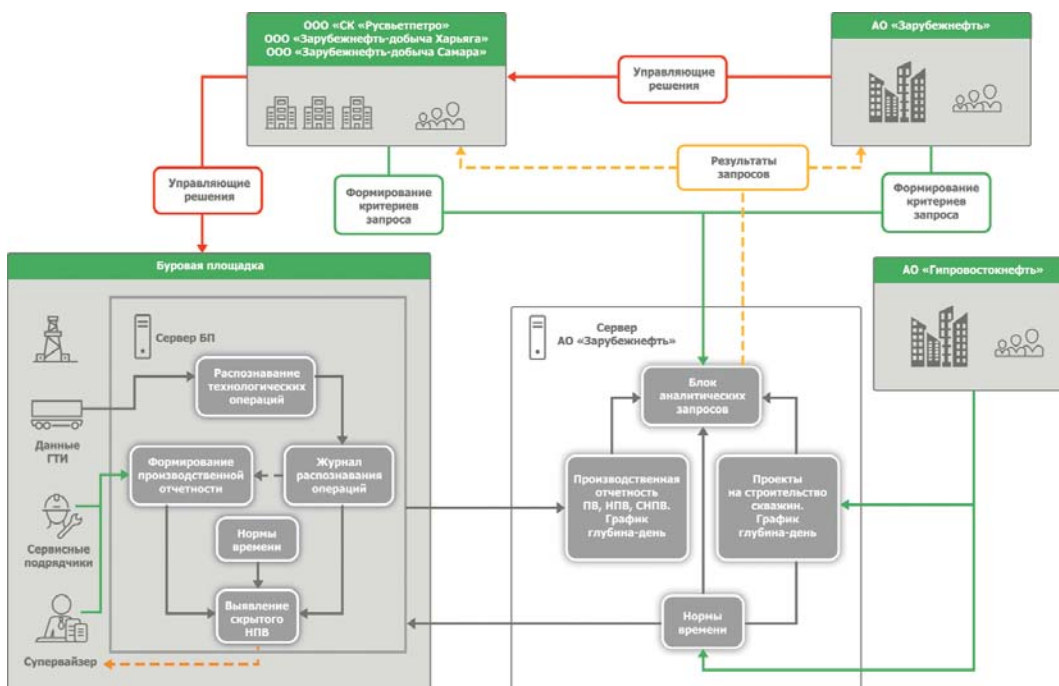 ООО «СК «Русвьетпетро»
ООО «Зарубежнефть-добыча Харьяга»
ООО «Зарубежнефть-добыча Самара»
АО «Зарубежнефть»
Управляющие
решения
Результаты
запросов
Управляющие
решения
Формирование
критериев
запроса
Формирование
критериев
запроса
Буровая площадка
АО «Гипровостокнефть»
Сервер БП
Сервер
АО «Зарубежнефть»
Распознавание
технологических
операций
Блок
аналитических
запросов
Данные
ГТИ
Формирование
производственной
отчетности
Журнал
распознавания
операций
Производственная
отчетность
ПВ, НПВ, СНПВ.
График
глубина-день
Проекты
на строительство
скважин.
График
глубина-день
Нормы
времени
Сервисные
подрядчики
Выявление
скрытого
НПВ
Нормы
времени
Супервайзер